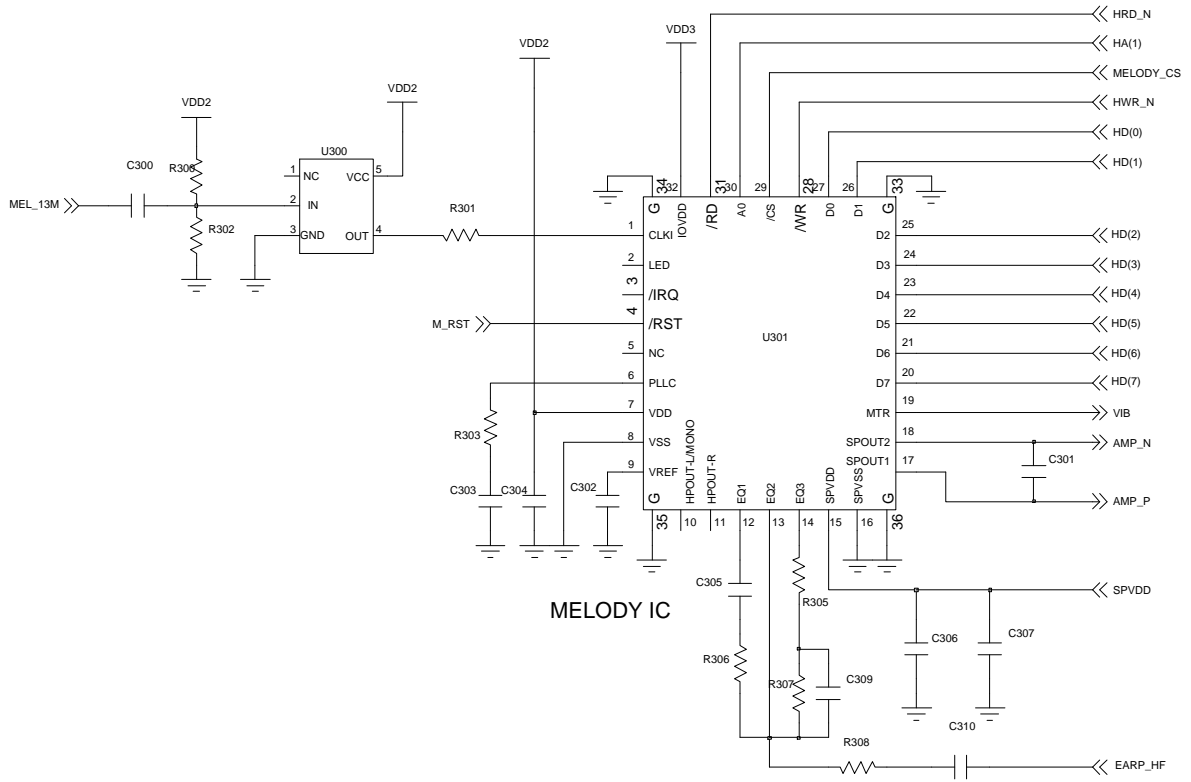 HRD_N
VDD3
HA(1)
VDD2
MELODY_CS
VDD2
VDD2
HWR_N
HD(0)
U300
C300
R300
HD(1)
1
NC
VCC
5
MEL_13M
2
IN
R302
3
GND
OUT
4
R301
34
32
31
30
29
28
27
26
33
G
IOVDD
/RD
A0
/CS
/WR
D0
D1
G
1
CLKI
D2
25
HD(2)
2
LED
D3
24
HD(3)
3
/IRQ
D4
23
HD(4)
M_RST
4
/RST
D5
22
HD(5)
U301
5
NC
D6
21
HD(6)
6
PLLC
D7
20
HD(7)
7
VDD
MTR
19
VIB
R303
8
VSS
SPOUT2
18
AMP_N
9
VREF
SPOUT1
17
C301
C303
C304
C302
G
HPOUT-L/MONO
HPOUT-R
EQ1
EQ2
EQ3
SPVDD
SPVSS
G
AMP_P
35
10
11
12
13
14
15
16
36
C305
R305
SPVDD
MELODY IC
R306
C306
C307
R307
C309
C310
R308
EARP_HF